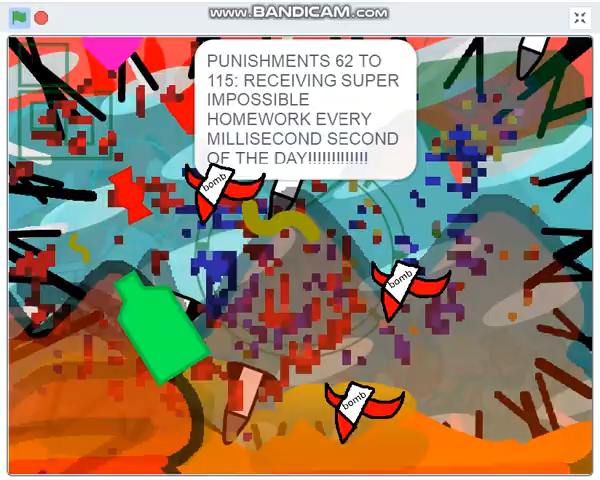 WWW.BANDICAM.COM
PUNISHMENTS 62 TO
115: RECEIVING SUPER
IMPOSSIBLE
HOMEWORK EVERY
MILLISECOND SECOND
OF THE DAY!!!!!!!!!!!!!
bomb
bomb
bomb